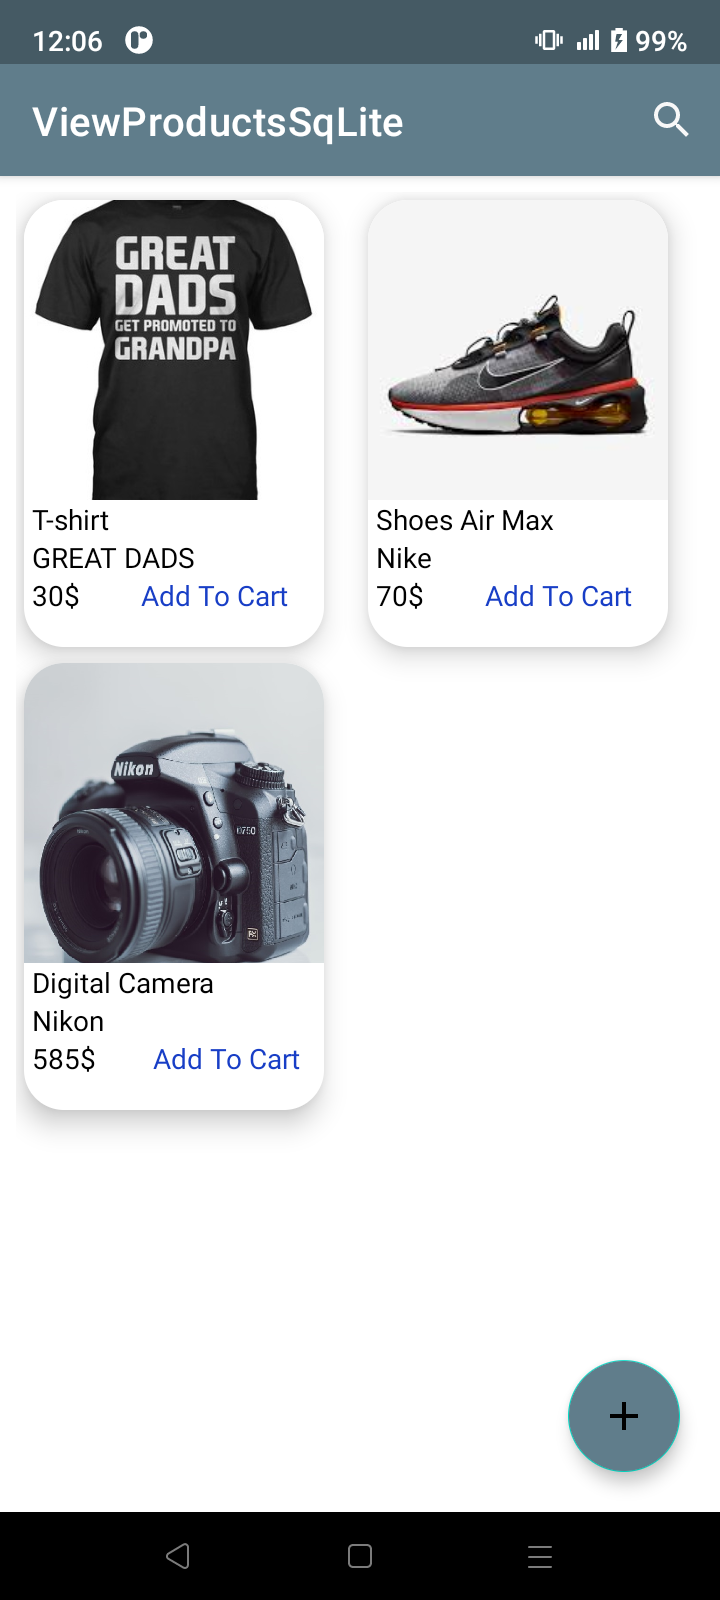 12:06
99%
ViewProductsSqLite
GREAT
DADS
GET PROMOTED TO
GRANDPA
T-shirt
GREAT DADS
30$ Add To Cart
Shoes Air Max
Nike
70$ Add To Cart
Nikon
D750
Digital Camera
Nikon
585$ Add To Cart